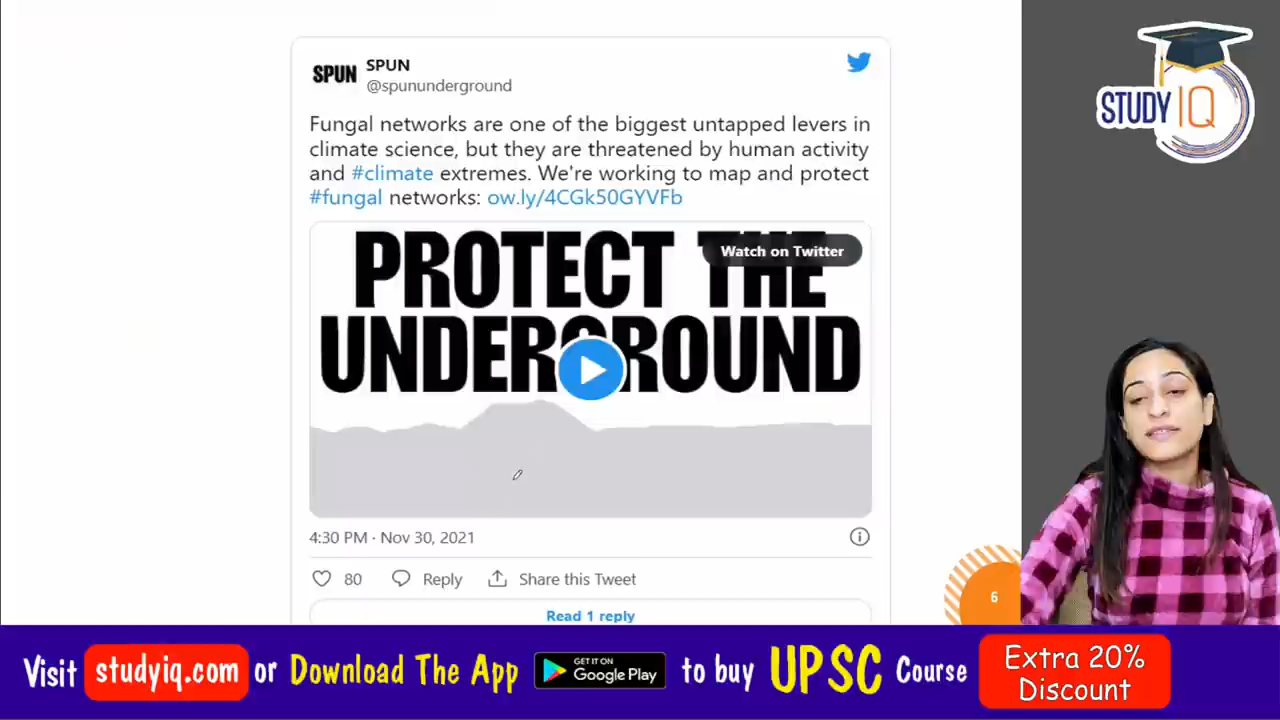 SPUN
SPUN
@spununderground
Fungal networks are one of the biggest untapped levers in
climate science, but they are threatened by human activity
and #climate extremes. We're working to map and protect
#fungal networks: ow.ly/4CGk50GYVFb
PROTECT THE
Watch on Twitter
UNDERGROUND
4:30 PM · Nov 30, 2021
80 Reply Share this Tweet
Read 1 reply
STUDY IQ
6
Visit studyiq.com or Download The App GET IT ON Google Play to buy UPSC Course
Extra 20%
Discount